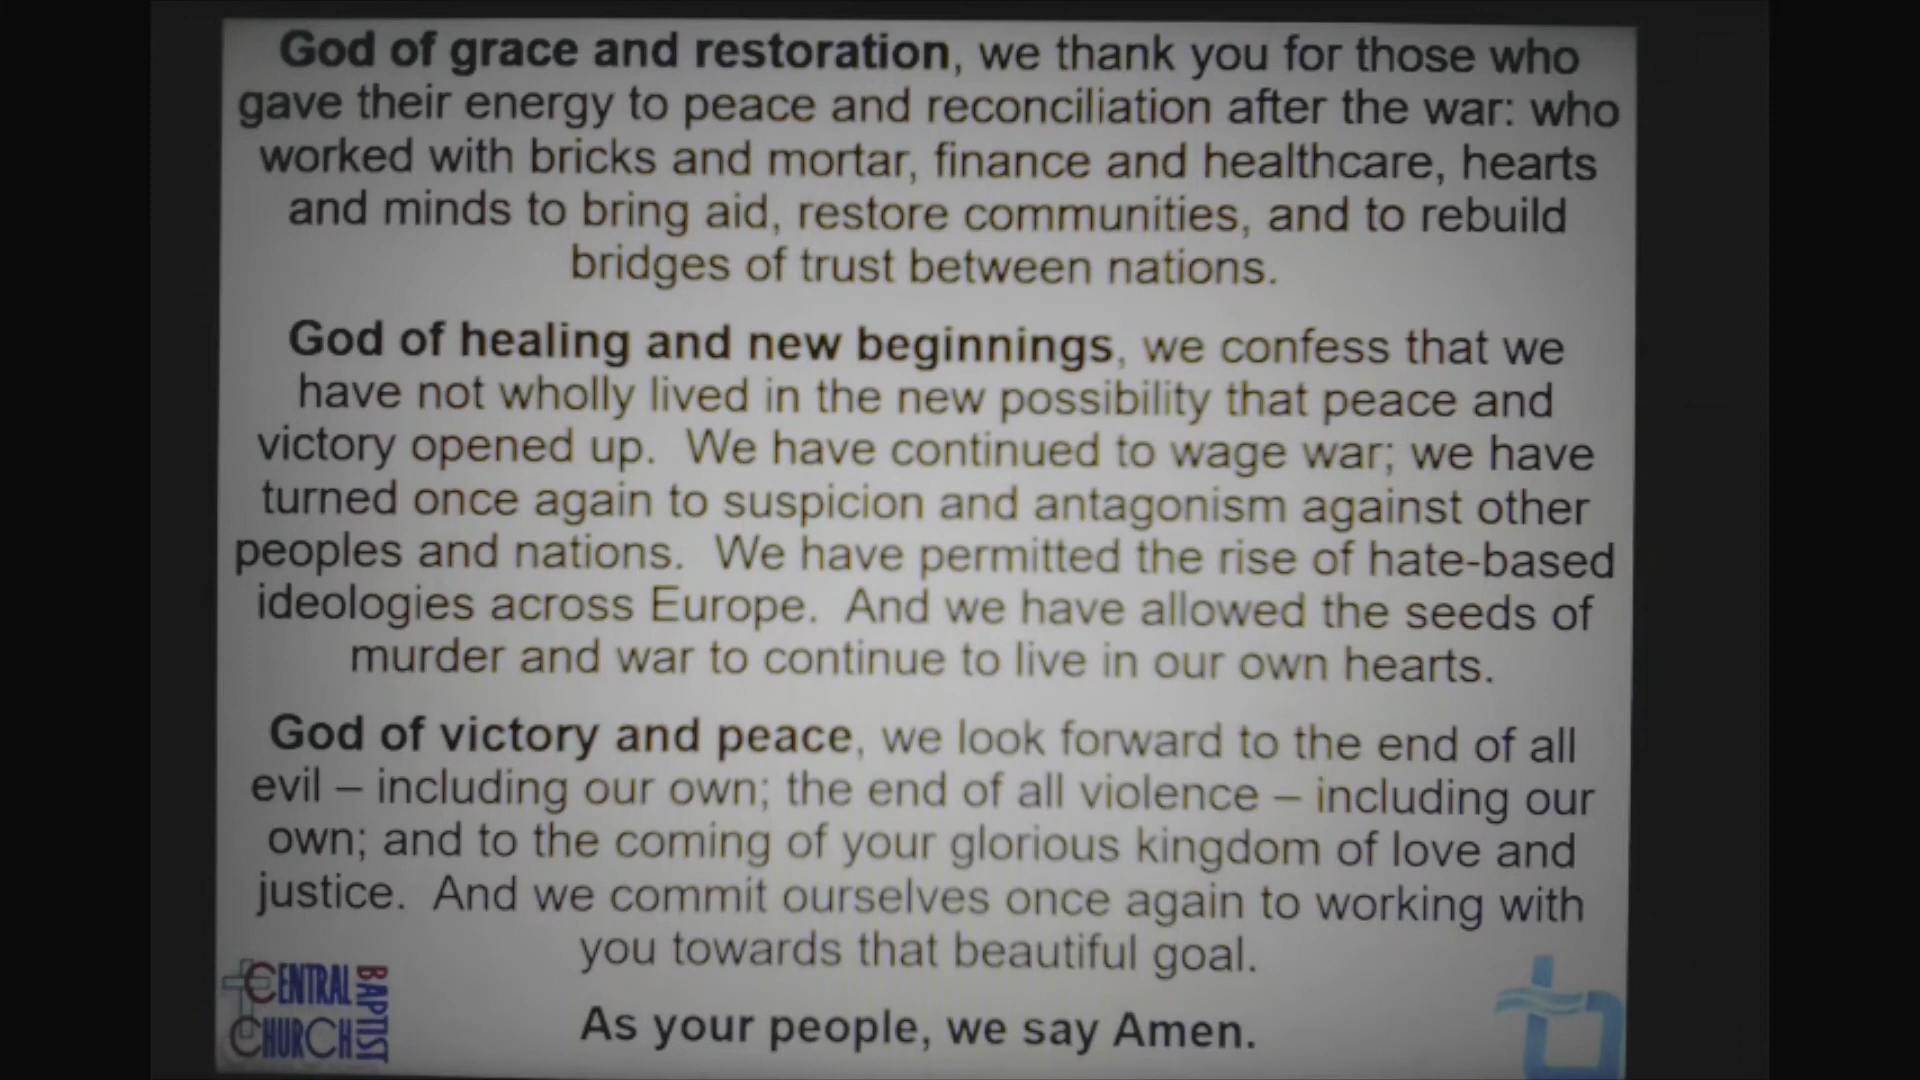 God of grace and restoration, we thank you for those who
gave their energy to peace and reconciliation after the war: who
worked with bricks and mortar, finance and healthcare, hearts
and minds to bring aid, restore communities, and to rebuild
bridges of trust between nations.
God of healing and new beginnings, we confess that we
have not wholly lived in the new possibility that peace and
victory opened up.  We have continued to wage war; we have
turned once again to suspicion and antagonism against other
peoples and nations.  We have permitted the rise of hate-based
ideologies across Europe.  And we have allowed the seeds of
murder and war to continue to live in our own hearts.
God of victory and peace, we look forward to the end of all
evil – including our own; the end of all violence – including our
own; and to the coming of your glorious kingdom of love and
justice.  And we commit ourselves once again to working with
you towards that beautiful goal.
As your people, we say Amen.
CENTRAL
BAPTIST
CHURCH